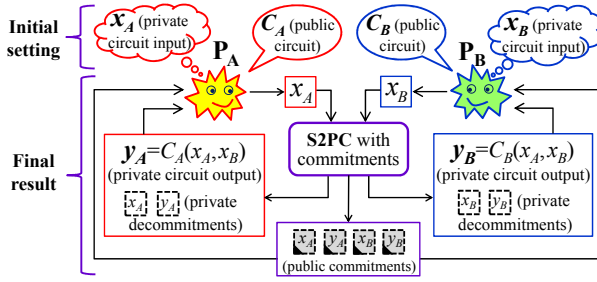 Initial setting
x_A (private circuit input)
C_A (public circuit)
P_A
C_B (public circuit)
P_B
x_B (private circuit input)
x_A
x_B
S2PC with commitments
Final result
y_A=C_A(x_A,x_B)
(private circuit output)
x_A y_A (private decommitments)
y_B=C_B(x_A,x_B)
(private circuit output)
x_B y_B (private decommitments)
x_A y_A x_B y_B
(public commitments)